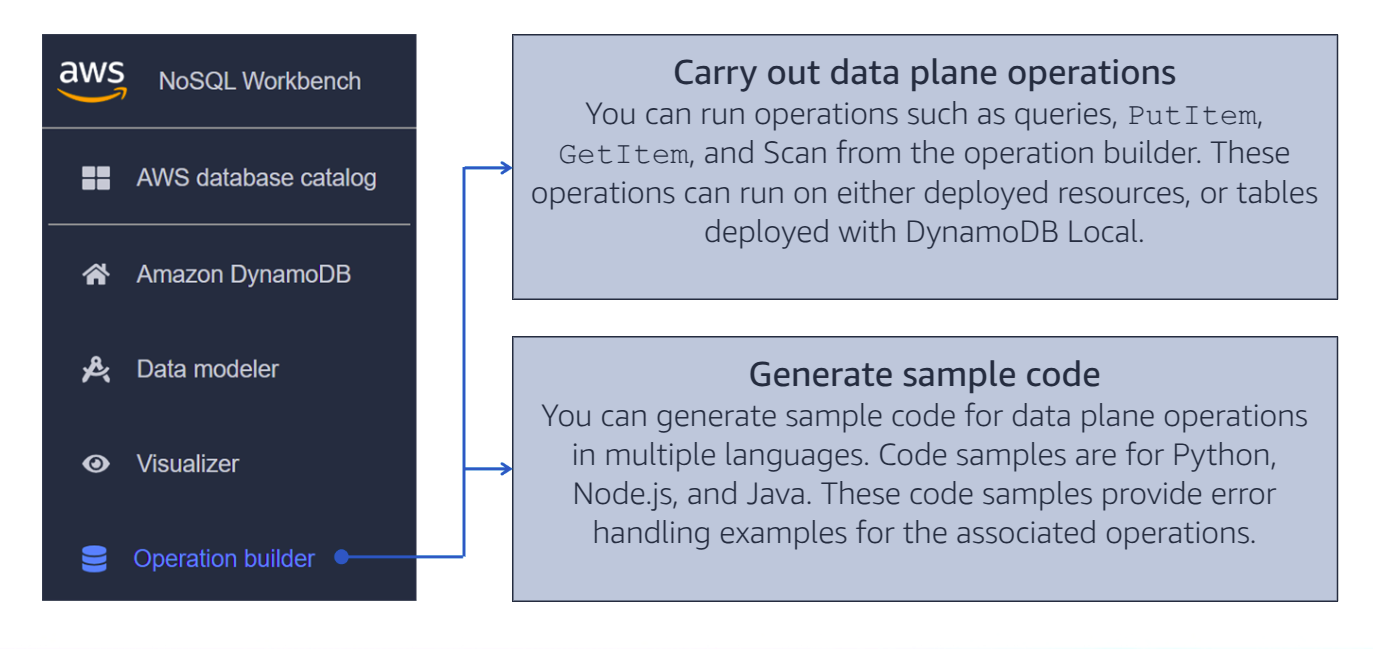 aws
NoSQL Workbench
AWS database catalog
Amazon DynamoDB
Data modeler
Visualizer
Operation builder
Carry out data plane operations
You can run operations such as queries, PutItem,
GetItem, and Scan from the operation builder. These
operations can run on either deployed resources, or tables
deployed with DynamoDB Local.
Generate sample code
You can generate sample code for data plane operations
in multiple languages. Code samples are for Python,
Node.js, and Java. These code samples provide error
handling examples for the associated operations.